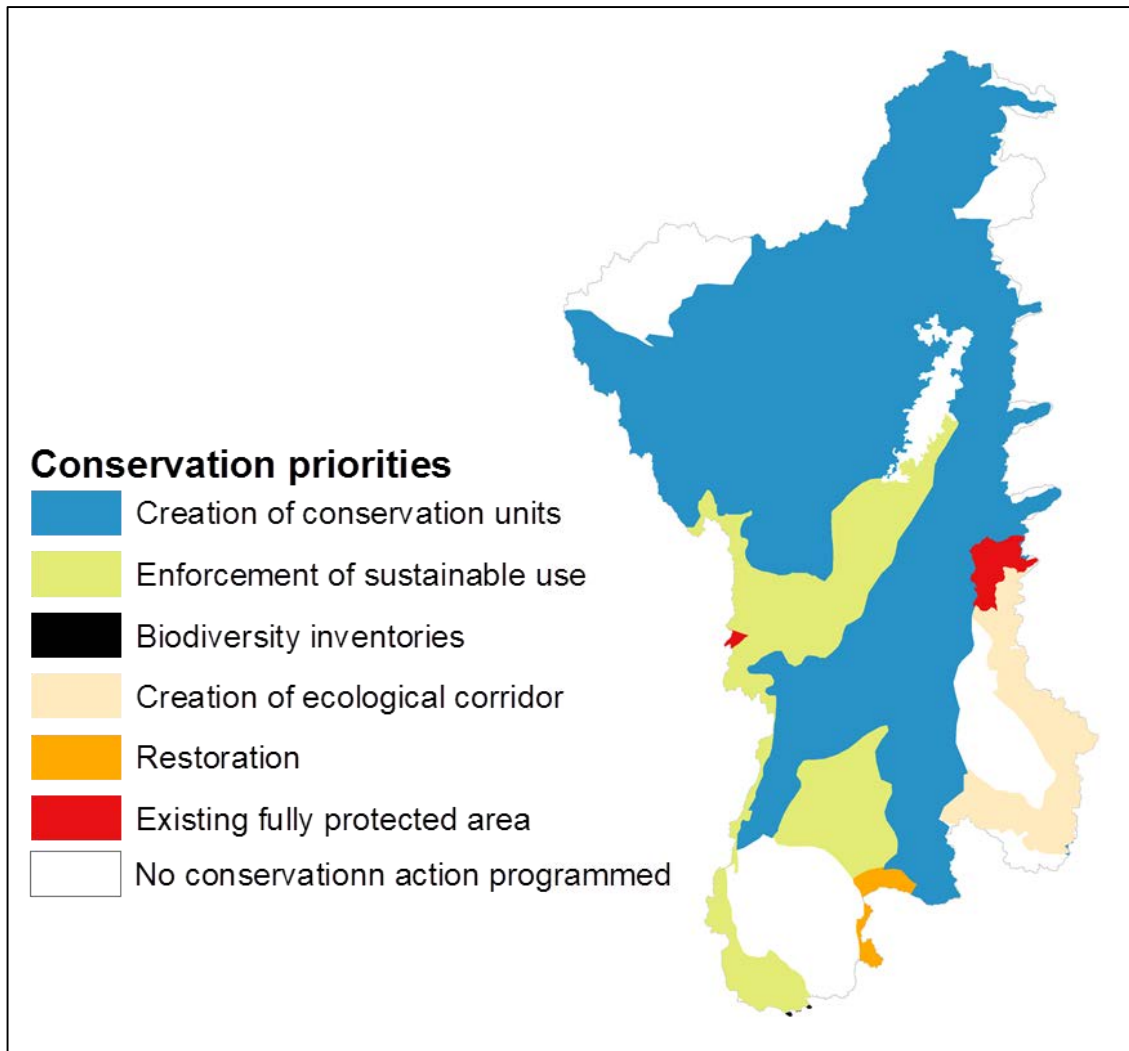 Conservation priorities
Creation of conservation units
Enforcement of sustainable use
Biodiversity inventories
Creation of ecological corridor
Restoration
Existing fully protected area
No conservationn action programmed